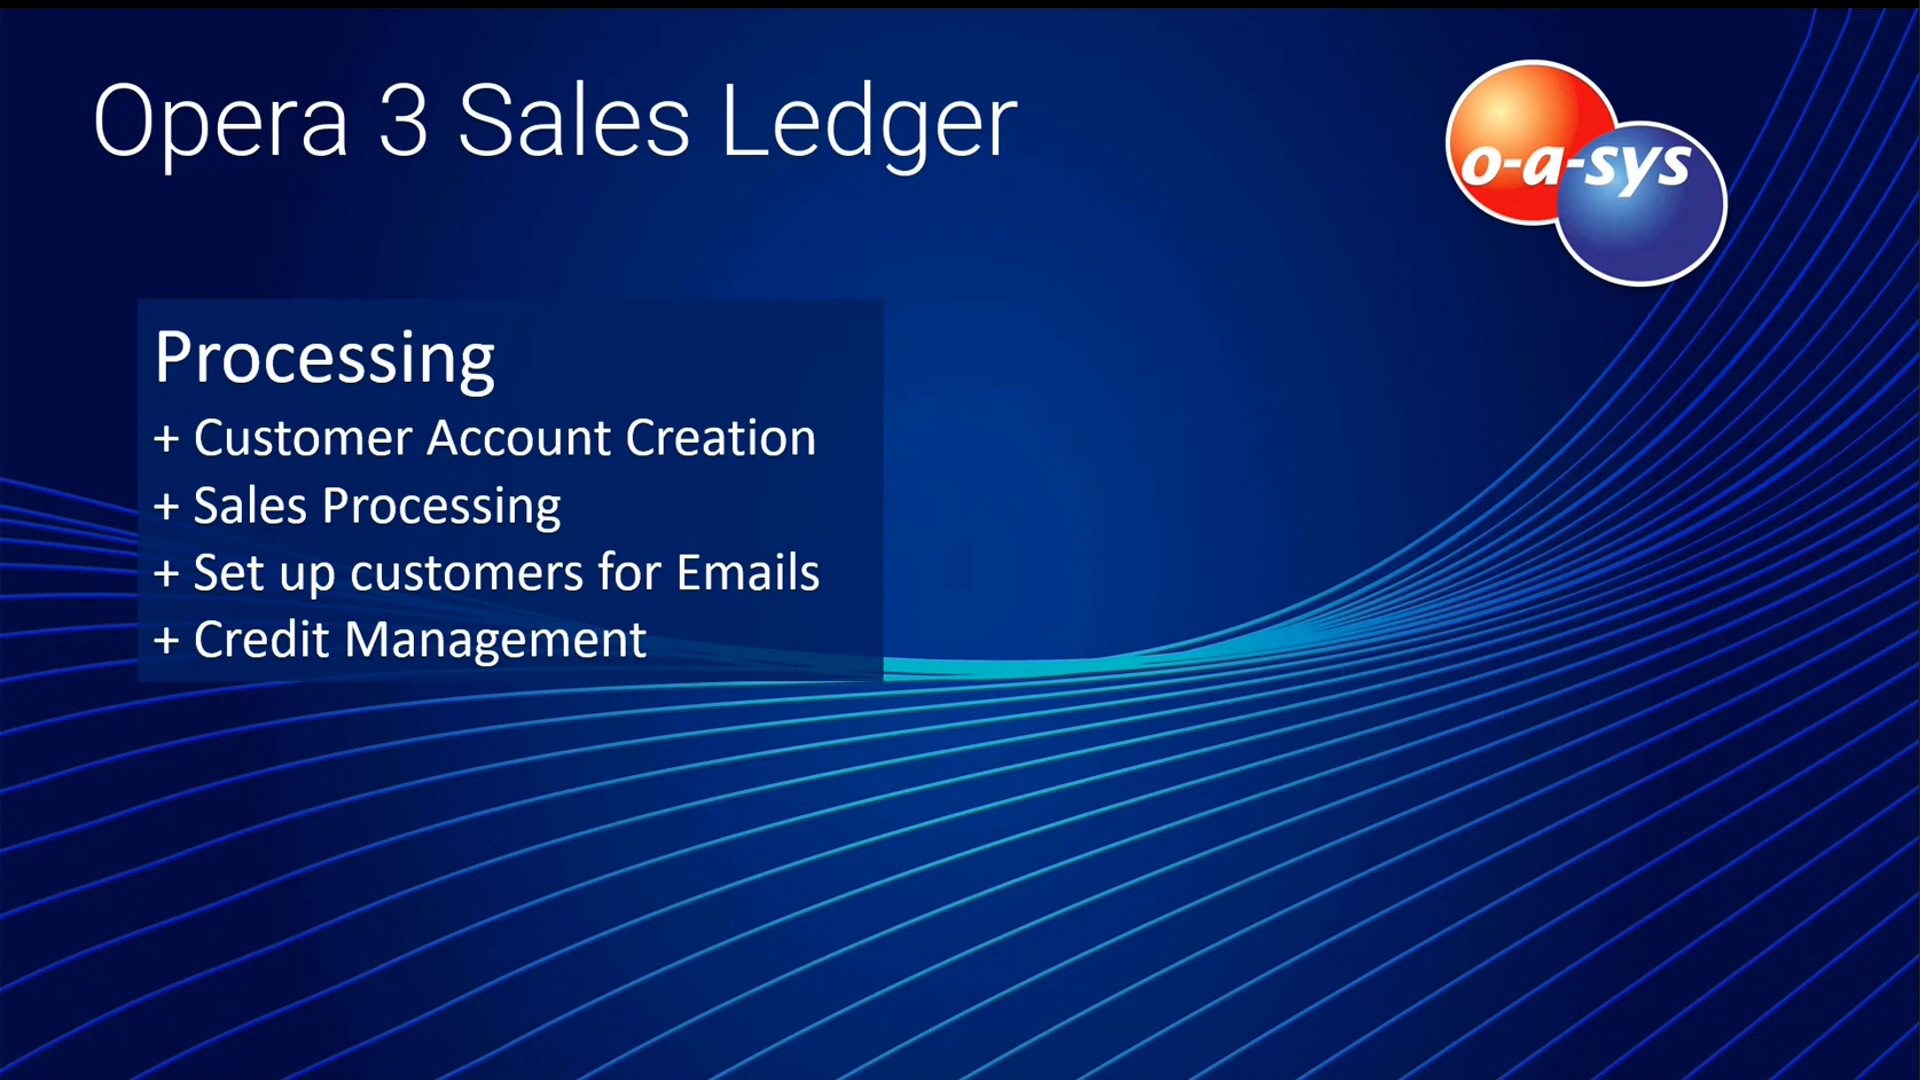 Opera 3 Sales Ledger
o-a-sys
Processing
+ Customer Account Creation
+ Sales Processing
+ Set up customers for Emails
+ Credit Management